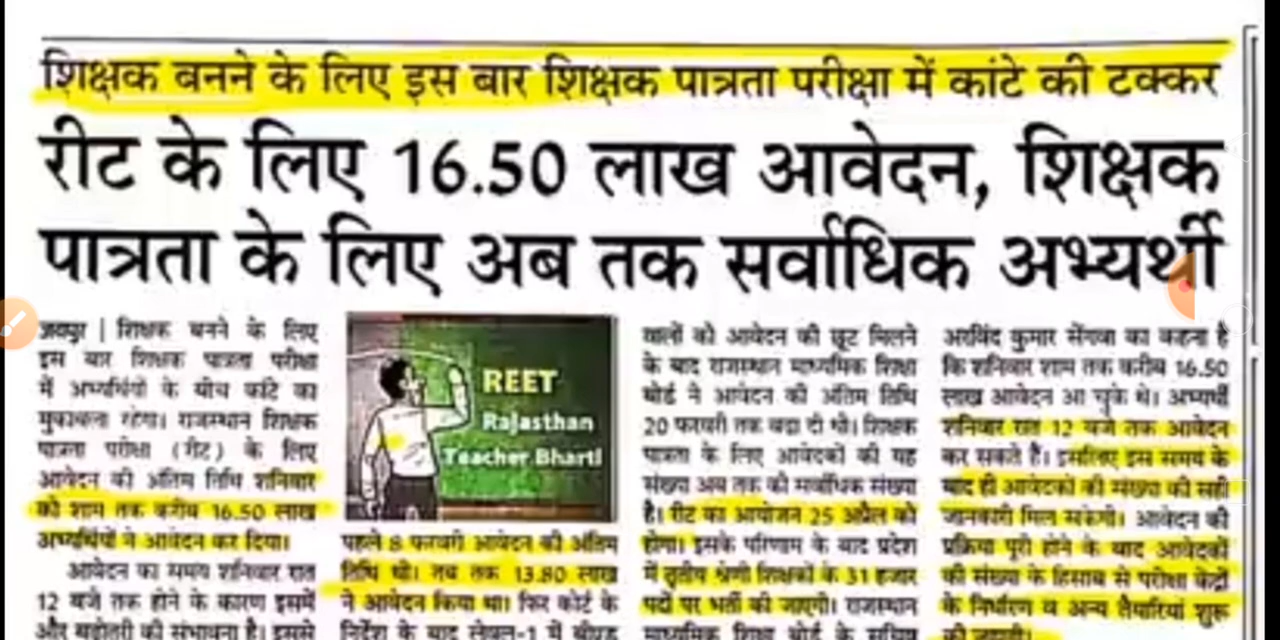 शिक्षक बनने के लिए इस बार शिक्षक पात्रता परीक्षा में कांटे की टक्कर
रीट के लिए 16.50 लाख आवेदन, शिक्षक
पात्रता के लिए अब तक सर्वाधिक अभ्यर्थी
जयपुर | शिक्षक बनने के लिए
इस बार शिक्षक पात्रता परीक्षा
में अभ्यर्थियों के बीच कांटे का
मुकाबला रहेगा। राजस्थान शिक्षक
पात्रता परीक्षा (रीट) के लिए
आवेदन की अंतिम तिथि शनिवार
को शाम तक करीब 16.50 लाख
अभ्यर्थियों ने आवेदन कर दिया।
आवेदन का समय शनिवार रात
12 बजे तक होने के कारण इसमें
और बढ़ोतरी की संभावना है। इससे
REET
Rajasthan
Teacher Bharti
पहले 8 फरवरी आवेदन की अंतिम
तिथि थी। तब तक 13.80 लाख
ने आवेदन किया था। फिर कोर्ट के
निर्देश के बाद लेवल-1 में बीएड
वालों को आवेदन की छूट मिलने
के बाद राजस्थान माध्यमिक शिक्षा
बोर्ड ने आवेदन की अंतिम तिथि
20 फरवरी तक बढ़ा दी थी। शिक्षक
पात्रता के लिए आवेदकों की यह
संख्या अब तक की सर्वाधिक संख्या
है। रीट का आयोजन 25 अप्रैल को
होगा। इसके परिणाम के बाद प्रदेश
में तृतीय श्रेणी शिक्षकों के 31 हजार
पदों पर भर्ती की जाएगी। राजस्थान
माध्यमिक शिक्षा बोर्ड के सचिव
अरविंद कुमार सेंगवा का कहना है
कि शनिवार शाम तक करीब 16.50
लाख आवेदन आ चुके थे। अभ्यर्थी
शनिवार रात 12 बजे तक आवेदन
कर सकते है। इसलिए इस समय के
बाद ही आवेदकों की संख्या की सही
जानकारी मिल सकेगी। आवेदन की
प्रक्रिया पूरी होने के बाद आवेदकों
की संख्या के हिसाब से परीक्षा केंद्रों
के निर्धारण व अन्य तैयारियां शुरू
की जाएगी।